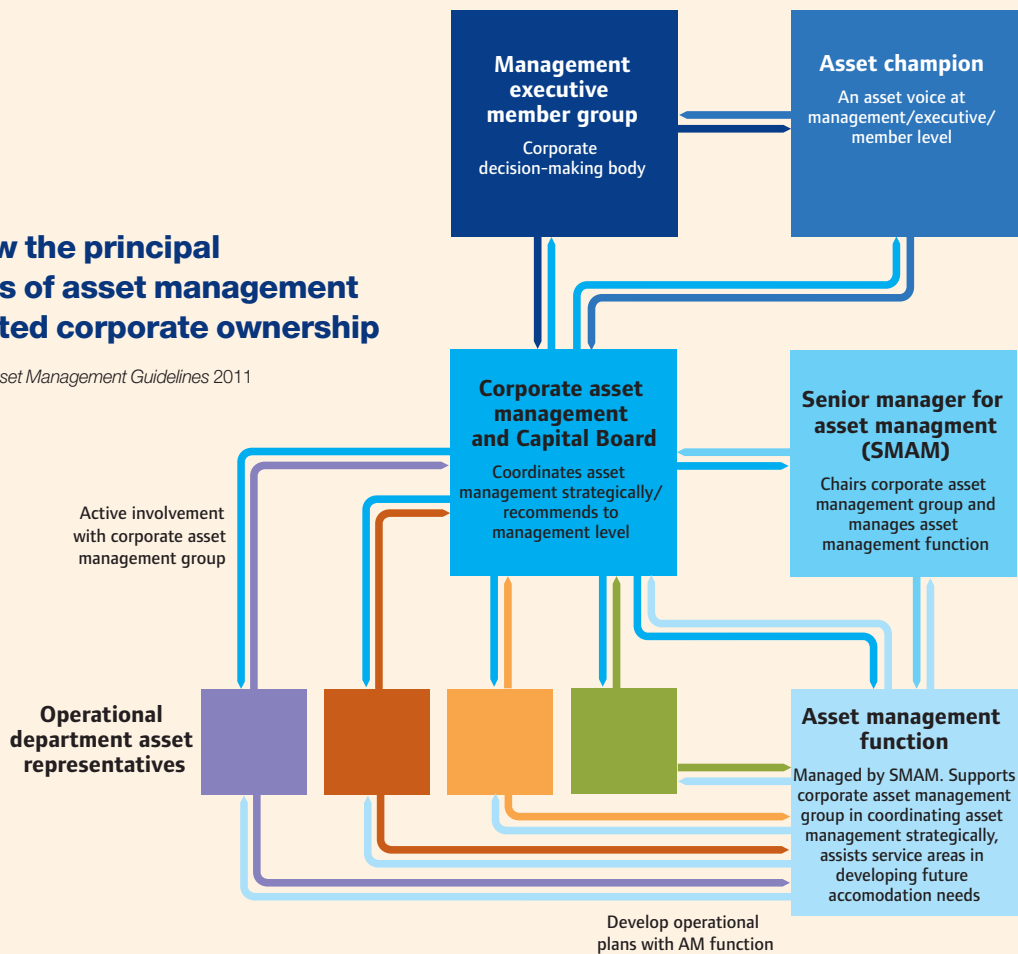 Management
executive
member group
Corporate
decision-making body
Asset champion
An asset voice at
management/executive/
member level
w the principal
s of asset management
ted corporate ownership
sset Management Guidelines 2011
Corporate asset
management
and Capital Board
Coordinates asset
management strategically/
recommends to
management level
Senior manager for
asset managment
(SMAM)
Chairs corporate asset
management group and
manages asset
management function
Active involvement
with corporate asset
management group
Operational
department asset
representatives
Asset management
function
Managed by SMAM. Supports
corporate asset management
group in coordinating asset
management strategically,
assists service areas in
developing future
accomodation needs
Develop operational
plans with AM function